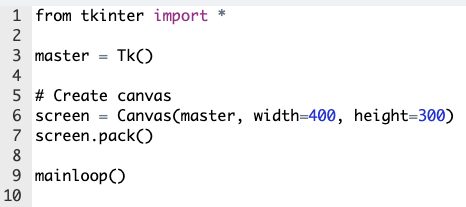 1 from tkinter import *
2
3 master = Tk()
4
5 # Create canvas
6 screen = Canvas(master, width=400, height=300)
7 screen.pack()
8
9 mainloop()
10